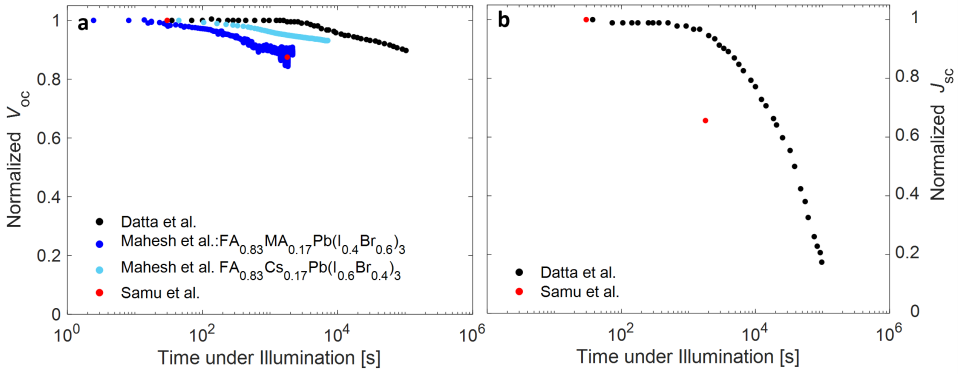 a
1
0.8
0.6
0.4
0.2
0
Normalized V_oc
Datta et al.
Mahesh et al.:FA_0.83MA_0.17Pb(I_0.4Br_0.6)_3
Mahesh et al. FA_0.83Cs_0.17Pb(I_0.6Br_0.4)_3
Samu et al.
10^0 10^2 10^4 10^6
Time under Illumination [s]
b
1
0.8
0.6
0.4
0.2
0
Normalized J_sc
Datta et al.
Samu et al.
10^2 10^4 10^6
Time under Illumination [s]